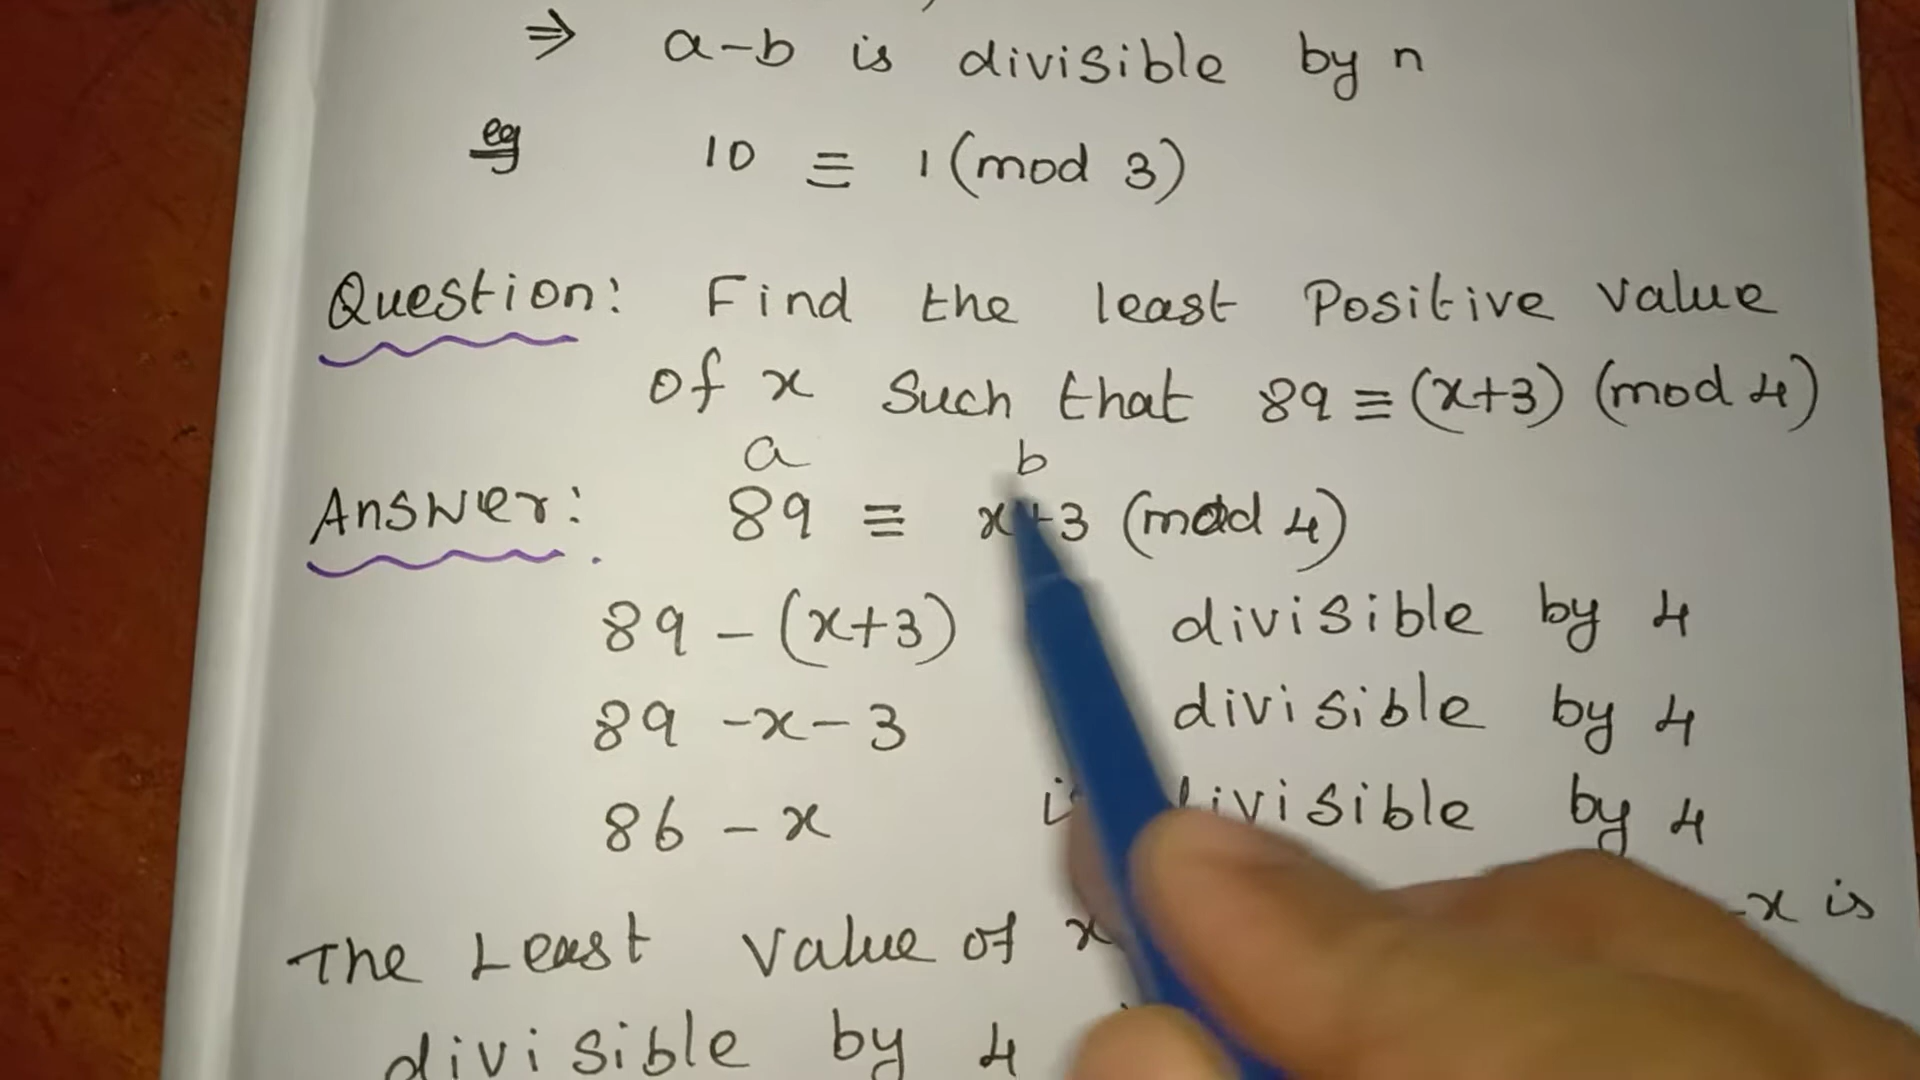 ⇒ a-b is divisible by n
eg 10 ≡ 1 (mod 3)
Question: Find the least Positive value
of x Such that 89 ≡ (x+3) (mod 4)
a b
Answer: 89 ≡ x+3 (mod 4)
89 - (x+3) divisible by 4
89 -x-3 divisible by 4
86 - x divisible by 4
The Least value of x -x is
divisible by 4